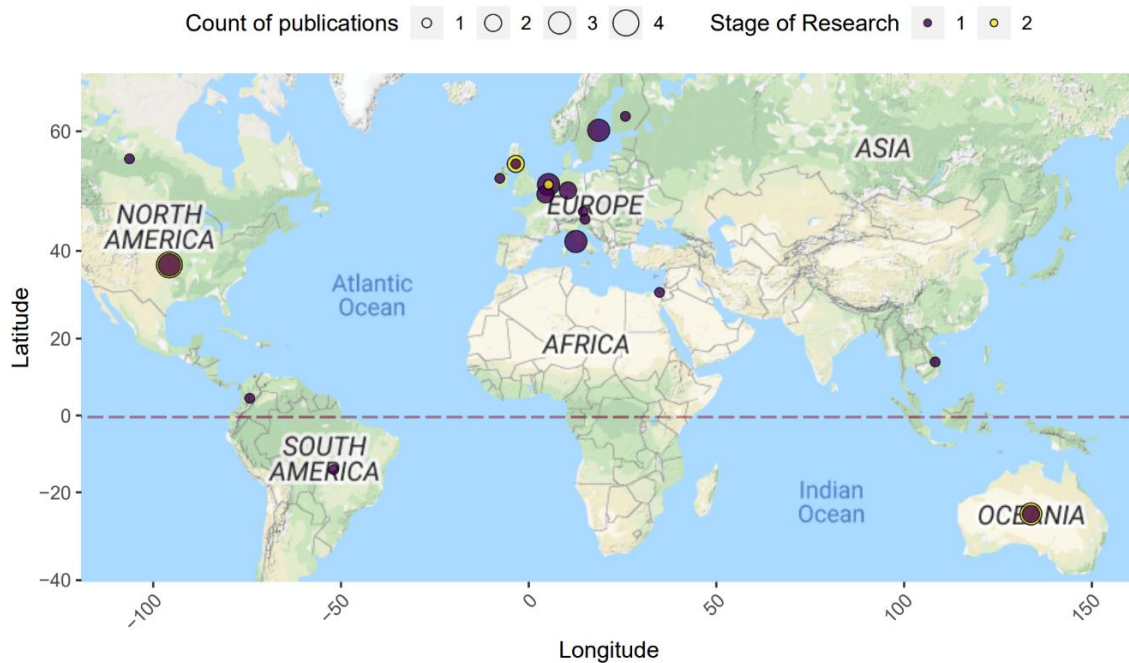 Count of publications 1 2 3 4 Stage of Research 1 2
60
40
20
0
−20
−40
Latitude
NORTH
AMERICA
Atlantic
Ocean
EUROPE
ASIA
AFRICA
SOUTH
AMERICA
Indian
Ocean
OCEANIA
−100 −50 0 50 100 150
Longitude